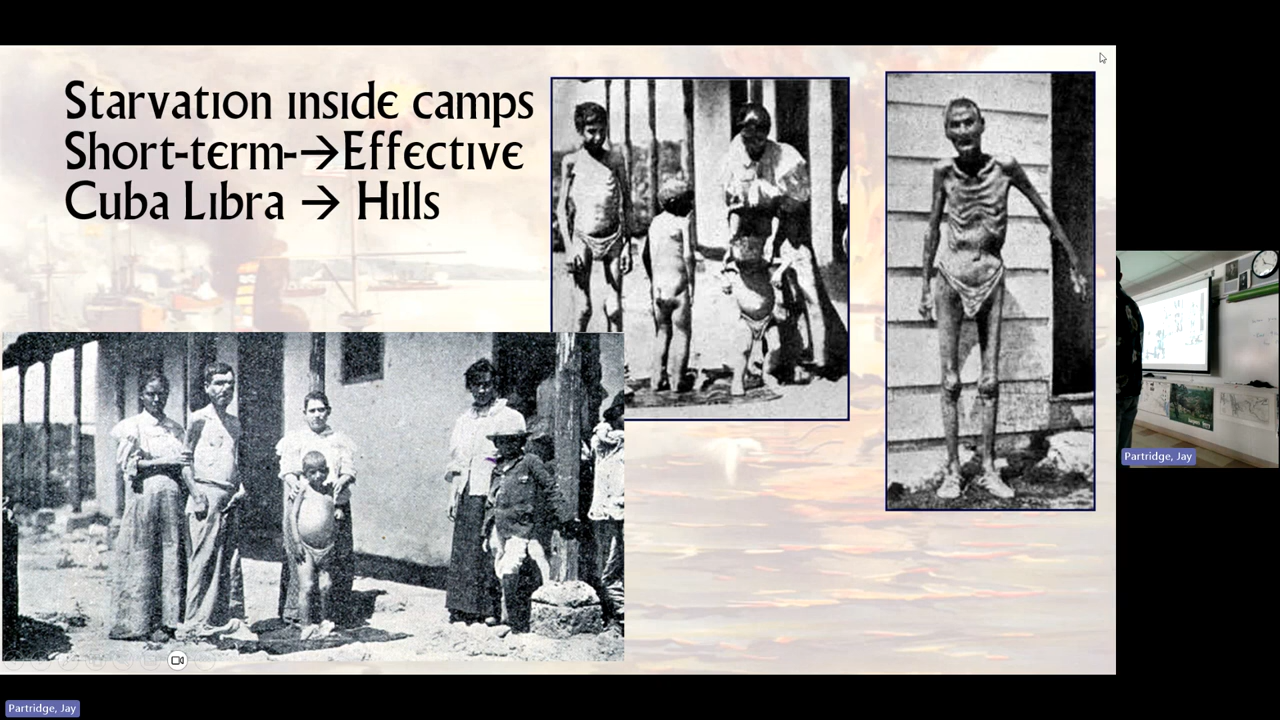 Starvation inside camps
Short-term-→Effective
Cuba Libra → Hills
Partridge, Jay
Partridge, Jay